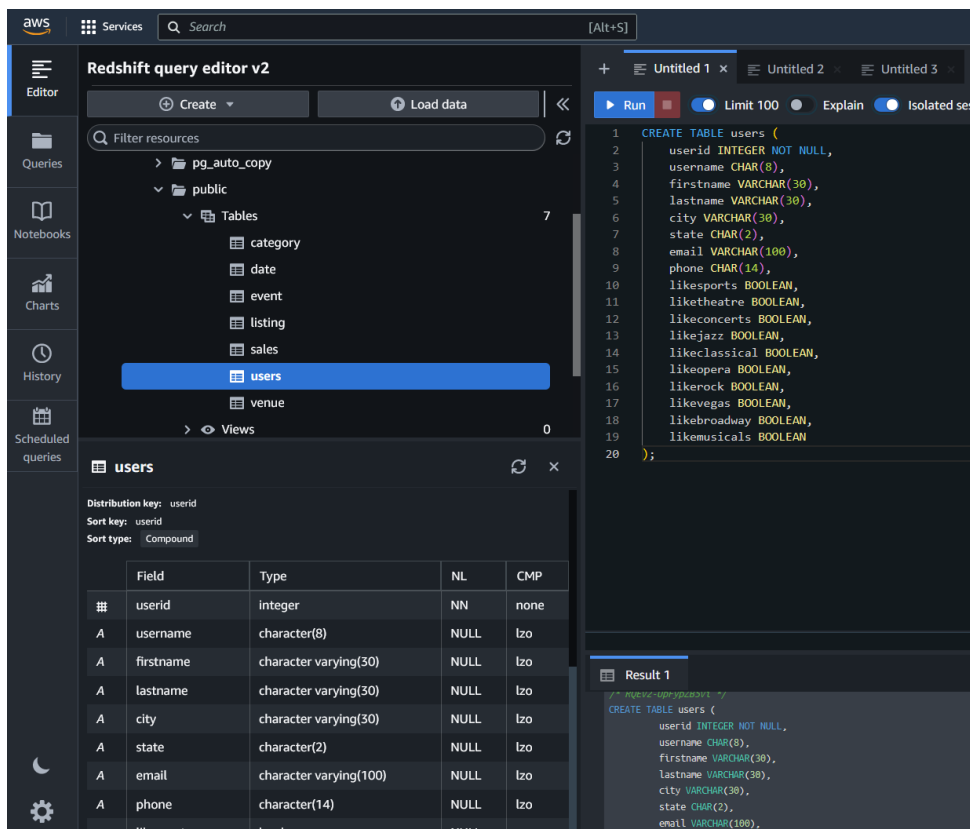 aws
Services
Search
[Alt+S]
Editor
Queries
Notebooks
Charts
History
Scheduled
queries
Redshift query editor v2
Create
Load data
Filter resources
pg_auto_copy
public
Tables 7
category
date
event
listing
sales
users
venue
Views 0
users
Distribution key: userid
Sort key: userid
Sort type: Compound
Field Type NL CMP
userid integer NN none
A username character(8) NULL lzo
A firstname character varying(30) NULL lzo
A lastname character varying(30) NULL lzo
A city character varying(30) NULL lzo
A state character(2) NULL lzo
A email character varying(100) NULL lzo
A phone character(14) NULL lzo
+ Untitled 1 × Untitled 2 × Untitled 3 ×
Run Limit 100 Explain Isolated ses
1 CREATE TABLE users (
2 userid INTEGER NOT NULL,
3 username CHAR(8),
4 firstname VARCHAR(30),
5 lastname VARCHAR(30),
6 city VARCHAR(30),
7 state CHAR(2),
8 email VARCHAR(100),
9 phone CHAR(14),
10 likesports BOOLEAN,
11 liketheatre BOOLEAN,
12 likeconcerts BOOLEAN,
13 likejazz BOOLEAN,
14 likeclassical BOOLEAN,
15 likeopera BOOLEAN,
16 likerock BOOLEAN,
17 likevegas BOOLEAN,
18 likebroadway BOOLEAN,
19 likemusicals BOOLEAN
20 );
Result 1
CREATE TABLE users (
userid INTEGER NOT NULL,
username CHAR(8),
firstname VARCHAR(30),
lastname VARCHAR(30),
city VARCHAR(30),
state CHAR(2),
email VARCHAR(100),